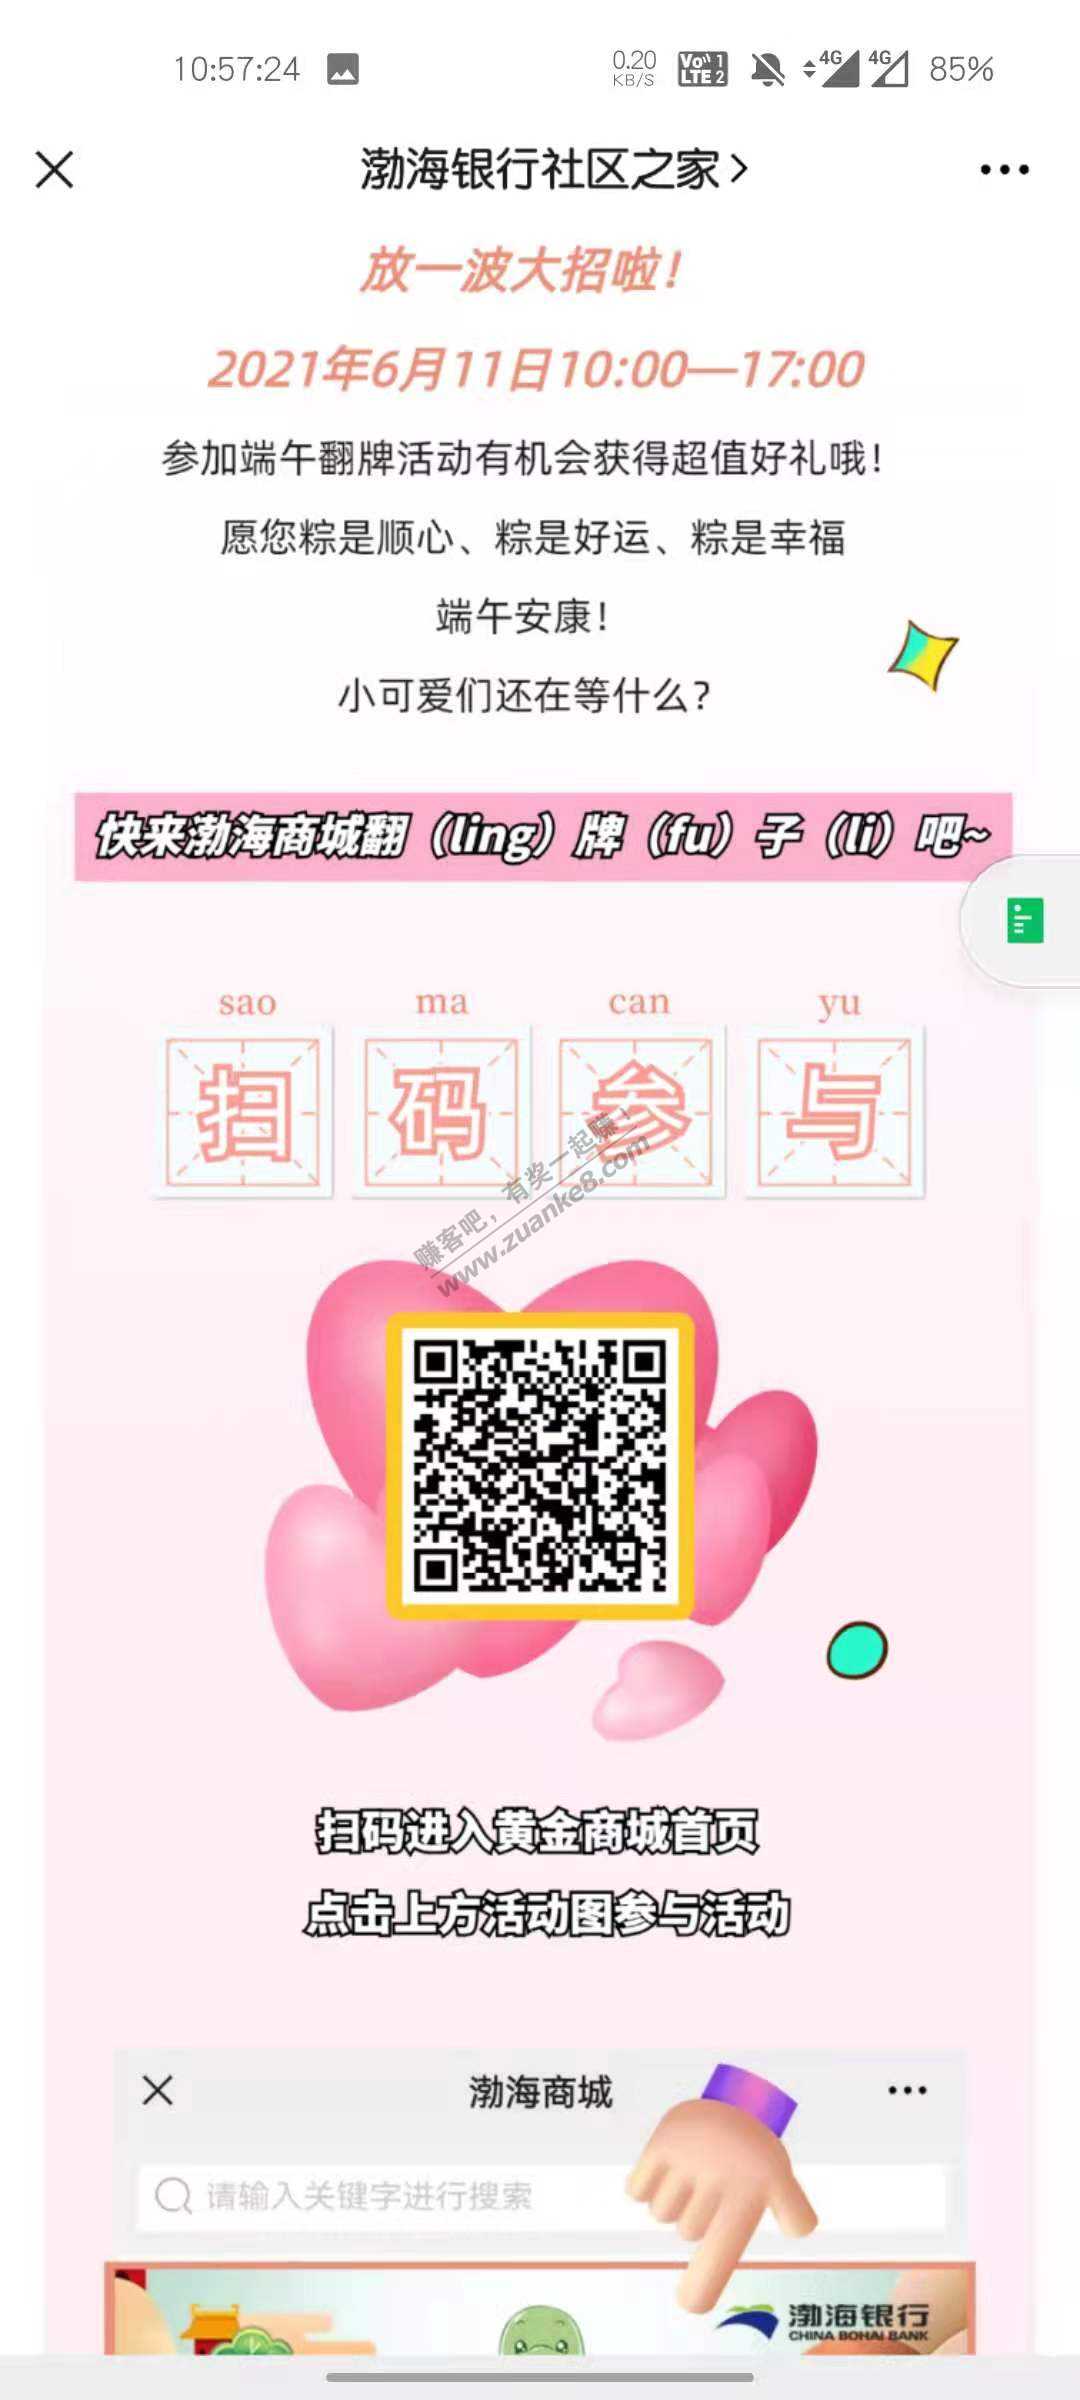 10:57:24
0.20 KB/S
VoLTE 1 2
4G 4G
85%
渤海银行社区之家>
放一波大招啦!
2021年6月11日10:00—17:00
参加端午翻牌活动有机会获得超值好礼哦!
愿您粽是顺心、粽是好运、粽是幸福
端午安康!
小可爱们还在等什么?
快来渤海商城翻（ling）牌（fu）子（li）吧~
sao ma can yu
扫码参与
赚客吧，有奖一起赚！
www.zuanke8.com
扫码进入黄金商城首页
点击上方活动图参与活动
渤海商城
请输入关键字进行搜索
渤海银行
CHINA BOHAI BANK